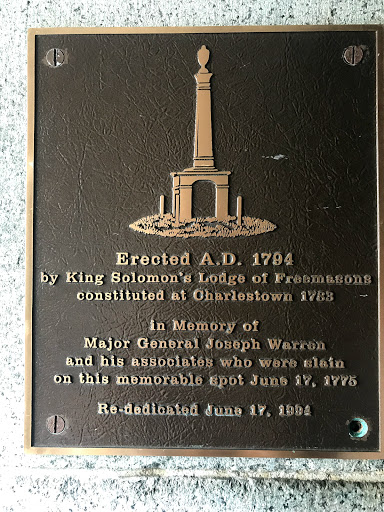 Erected A.D. 1794
by King Solomon's Lodge of Freemasons
constituted at Charlestown 1783
in Memory of
Major General Joseph Warren
and his associates who were slain
on this memorable spot June 17, 1775
Re-dedicated June 17, 1994